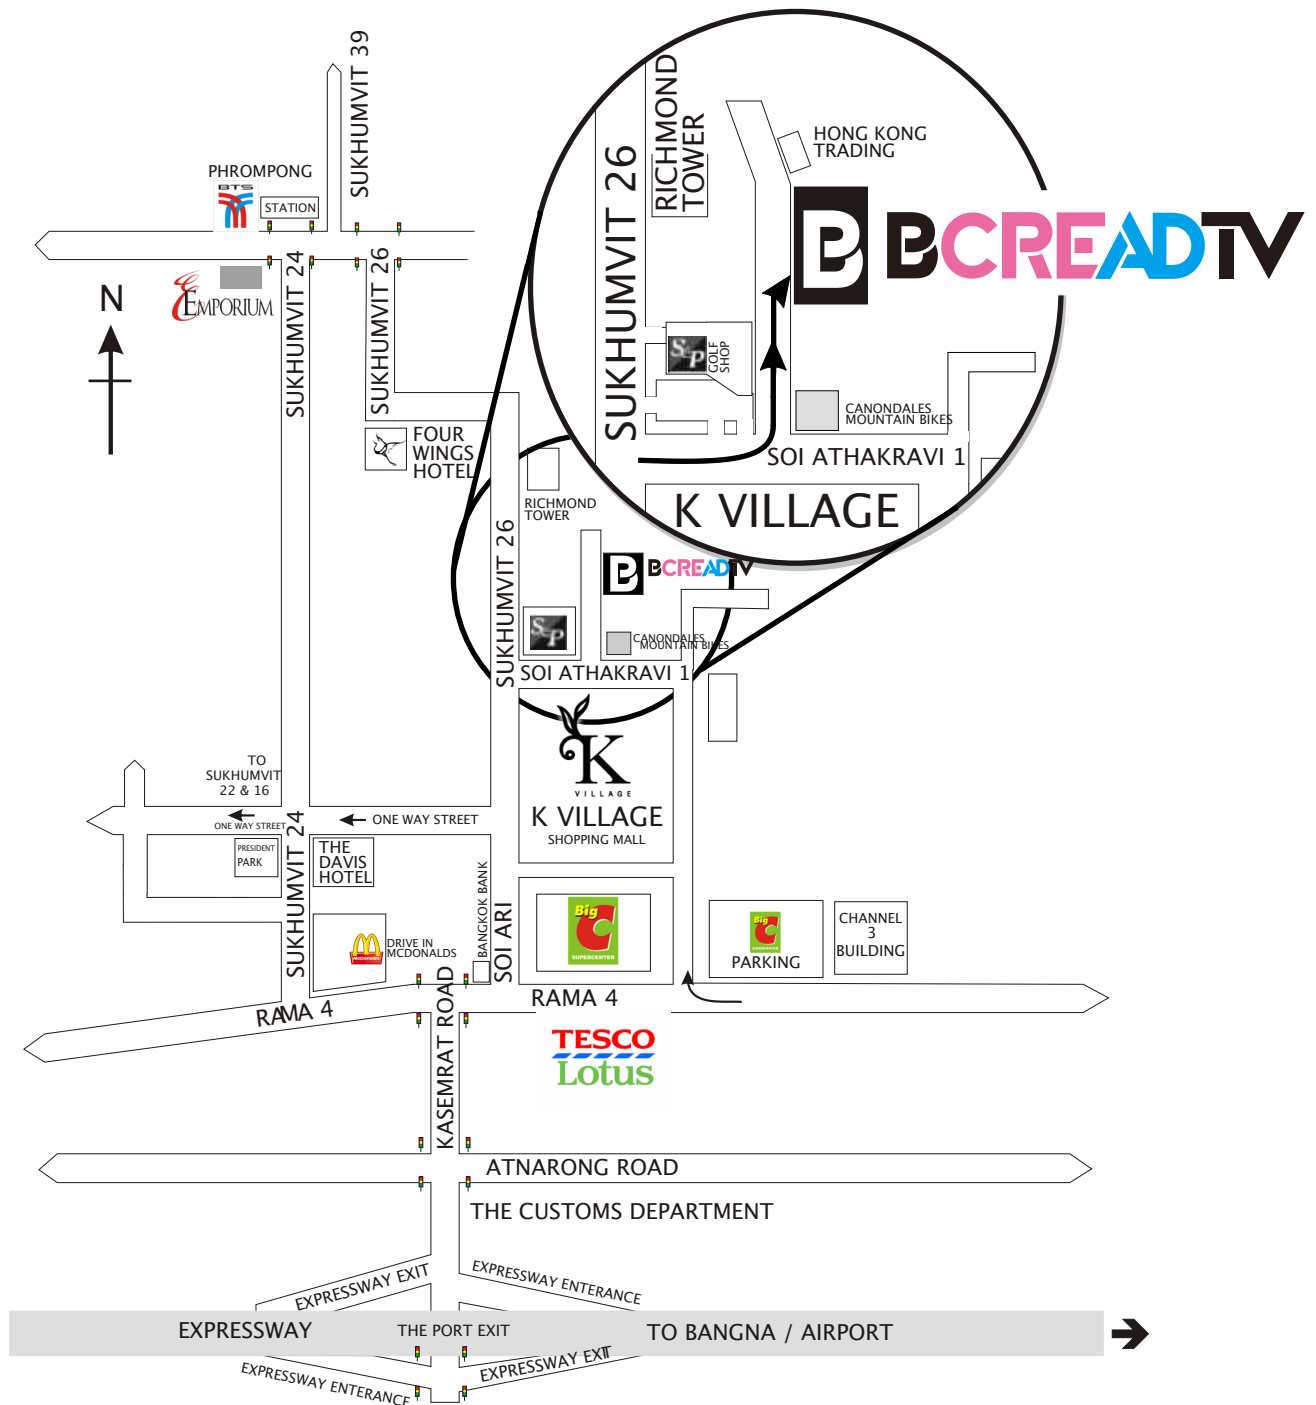 SUKHUMVIT 39
PHROMPONG
BTS
STATION
EMPORIUM
N
SUKHUMVIT 24
SUKHUMVIT 26
FOUR
WINGS
HOTEL
RICHMOND
TOWER
SUKHUMVIT 26
HONG KONG
TRADING
B BCREADTV
S&P
GOLF
SHOP
CANONDALES
MOUNTAIN BIKES
SOI ATHAKRAVI 1
K VILLAGE
RICHMOND
TOWER
SUKHUMVIT 26
B BCREADTV
S&P
CANONDALES
MOUNTAIN BIKES
SOI ATHAKRAVI 1
K
VILLAGE
K VILLAGE
SHOPPING MALL
TO
SUKHUMVIT
22 & 16
ONE WAY STREET
ONE WAY STREET
PRESIDENT
PARK
SUKHUMVIT 24
THE
DAVIS
HOTEL
McDonald's
DRIVE IN
MCDONALDS
BANGKOK BANK
SOI ARI
Big
C
SUPERCENTER
Big
C
SUPERCENTER
PARKING
CHANNEL
3
BUILDING
RAMA 4
RAMA 4
KASEMRAT ROAD
TESCO
Lotus
ATNARONG ROAD
THE CUSTOMS DEPARTMENT
EXPRESSWAY EXIT
EXPRESSWAY ENTERANCE
EXPRESSWAY
THE PORT EXIT
TO BANGNA / AIRPORT
EXPRESSWAY ENTERANCE
EXPRESSWAY EXIT